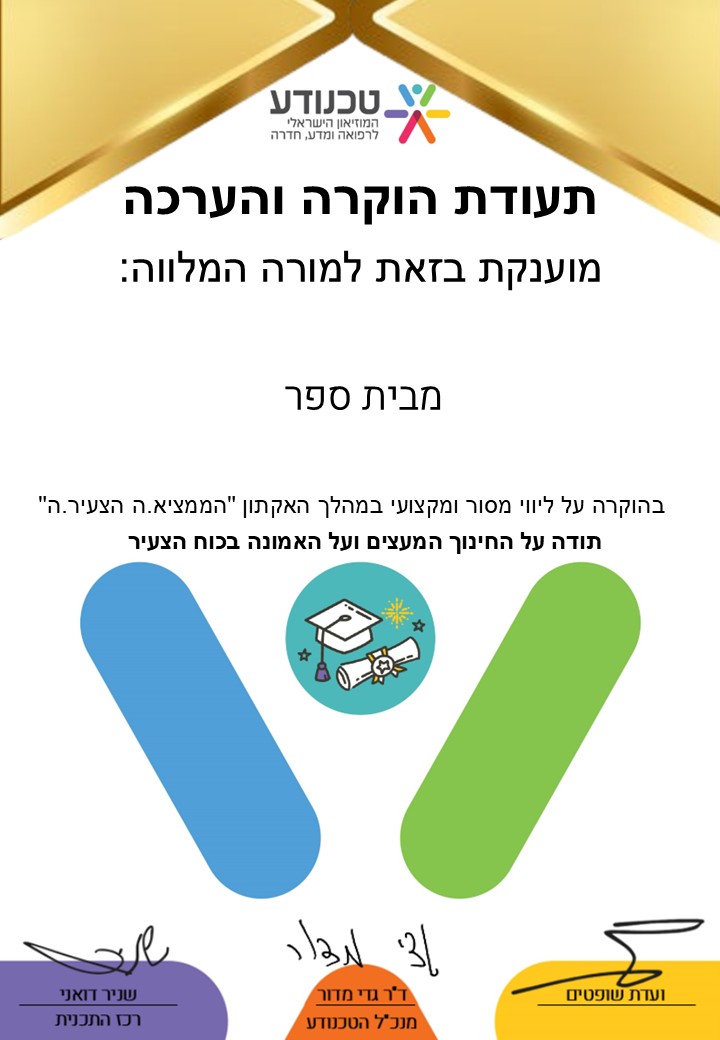 טכנודע
המוזיאון הישראלי
לרפואה ומדע, חדרה
תעודת הוקרה והערכה
מוענקת בזאת למורה המלווה:
מבית ספר
בהוקרה על ליווי מסור ומקצועי במהלך האקתון "הממציא.ה הצעיר.ה"
תודה על החינוך המעצים ועל האמונה בכוח הצעיר
ועדת שופטים
ד"ר גדי מדור
מנכ"ל הטכנודע
שניר דואני
רכז התכנית